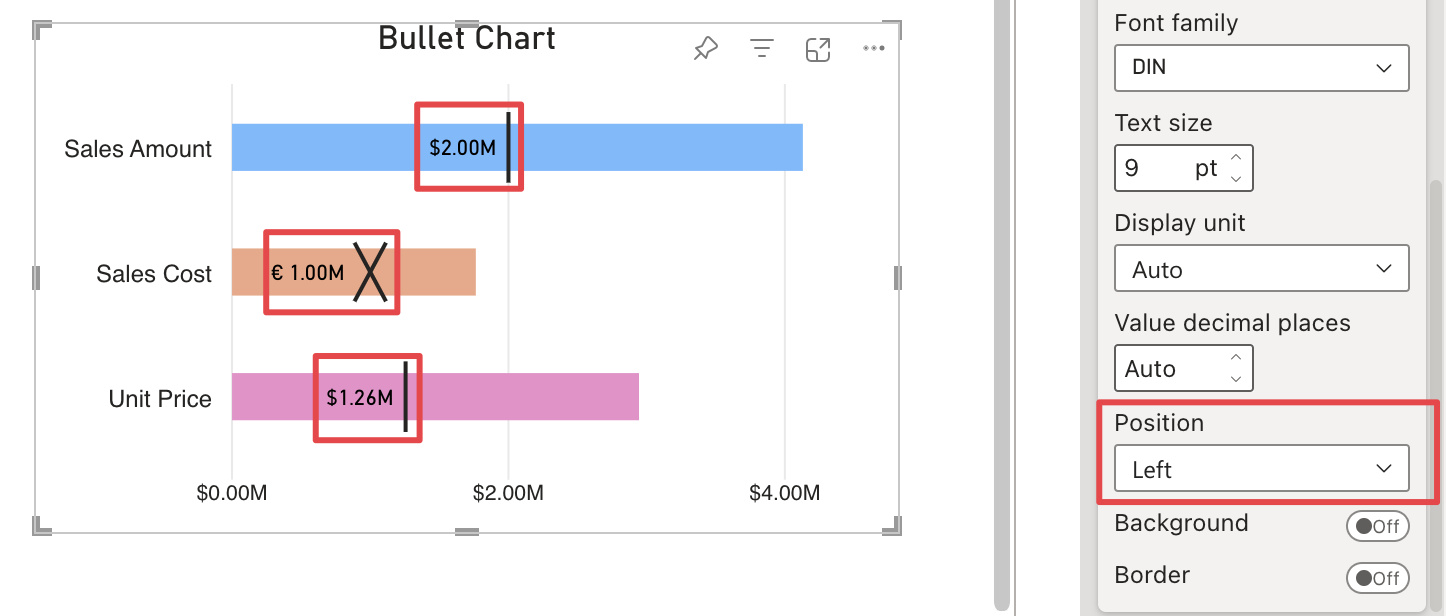 Bullet Chart
Sales Amount
$2.00M
Sales Cost
€ 1.00M
Unit Price
$1.26M
$0.00M $2.00M $4.00M
Font family
DIN
Text size
9 pt
Display unit
Auto
Value decimal places
Auto
Position
Left
Background Off
Border Off